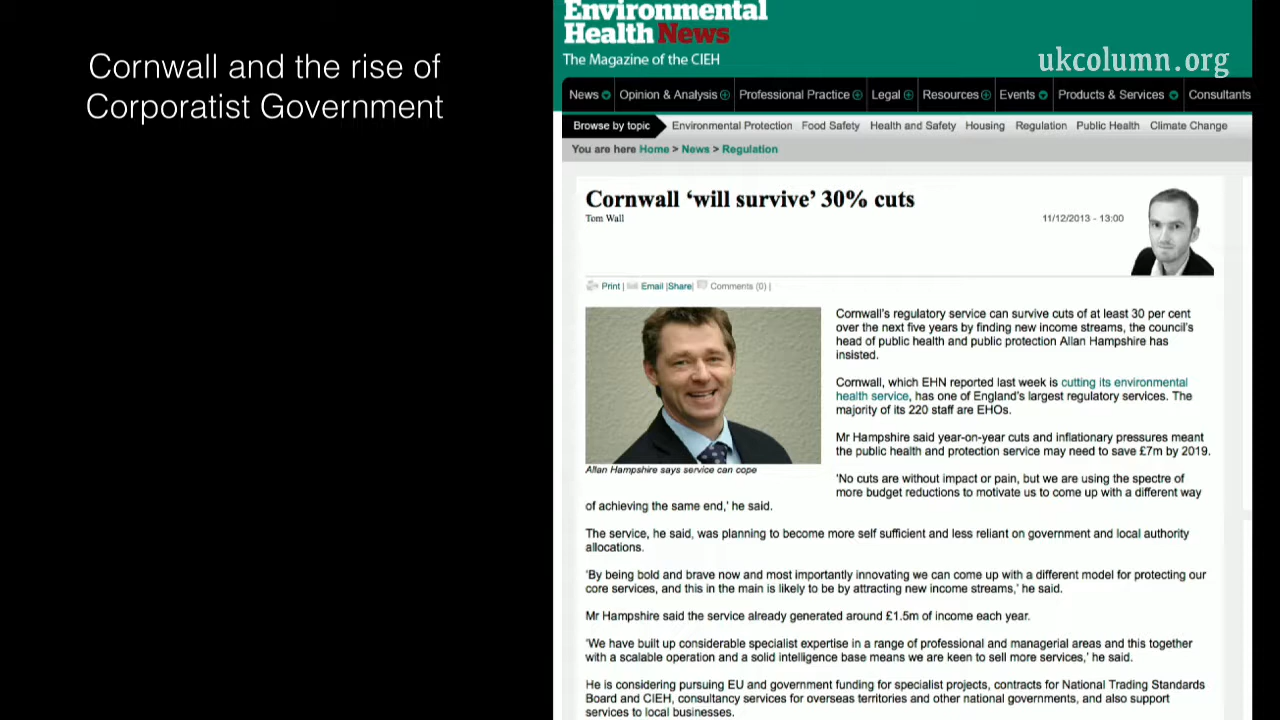 Cornwall and the rise of
Corporatist Government
Environmental
Health News
The Magazine of the CIEH
ukcolumn.org
News Opinion & Analysis Professional Practice Legal Resources Events Products & Services Consultants
Browse by topic Environmental Protection Food Safety Health and Safety Housing Regulation Public Health Climate Change
You are here Home > News > Regulation
Cornwall ‘will survive’ 30% cuts
Tom Wall
11/12/2013 - 13:00
Print | Email |Share| Comments (0) |
Cornwall's regulatory service can survive cuts of at least 30 per cent
over the next five years by finding new income streams, the council's
head of public health and public protection Allan Hampshire has
insisted.
Cornwall, which EHN reported last week is cutting its environmental
health service, has one of England's largest regulatory services. The
majority of its 220 staff are EHOs.
Mr Hampshire said year-on-year cuts and inflationary pressures meant
the public health and protection service may need to save £7m by 2019.
Allan Hampshire says service can cope
'No cuts are without impact or pain, but we are using the spectre of
more budget reductions to motivate us to come up with a different way
of achieving the same end,' he said.
The service, he said, was planning to become more self sufficient and less reliant on government and local authority
allocations.
'By being bold and brave now and most importantly innovating we can come up with a different model for protecting our
core services, and this in the main is likely to be by attracting new income streams,' he said.
Mr Hampshire said the service already generated around £1.5m of income each year.
'We have built up considerable specialist expertise in a range of professional and managerial areas and this together
with a scalable operation and a solid intelligence base means we are keen to sell more services,' he said.
He is considering pursuing EU and government funding for specialist projects, contracts for National Trading Standards
Board and CIEH, consultancy services for overseas territories and other national governments, and also support
services to local businesses.